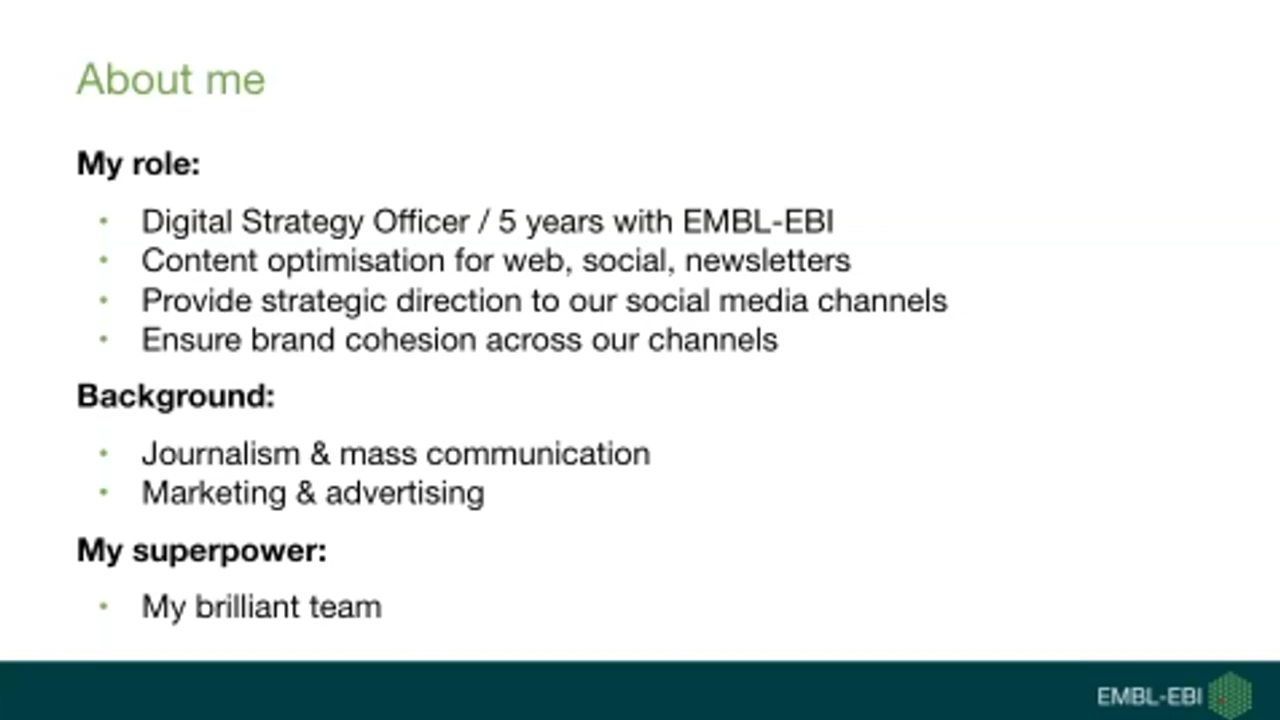 About me
My role:
• Digital Strategy Officer / 5 years with EMBL-EBI
• Content optimisation for web, social, newsletters
• Provide strategic direction to our social media channels
• Ensure brand cohesion across our channels
Background:
• Journalism & mass communication
• Marketing & advertising
My superpower:
• My brilliant team
EMBL-EBI